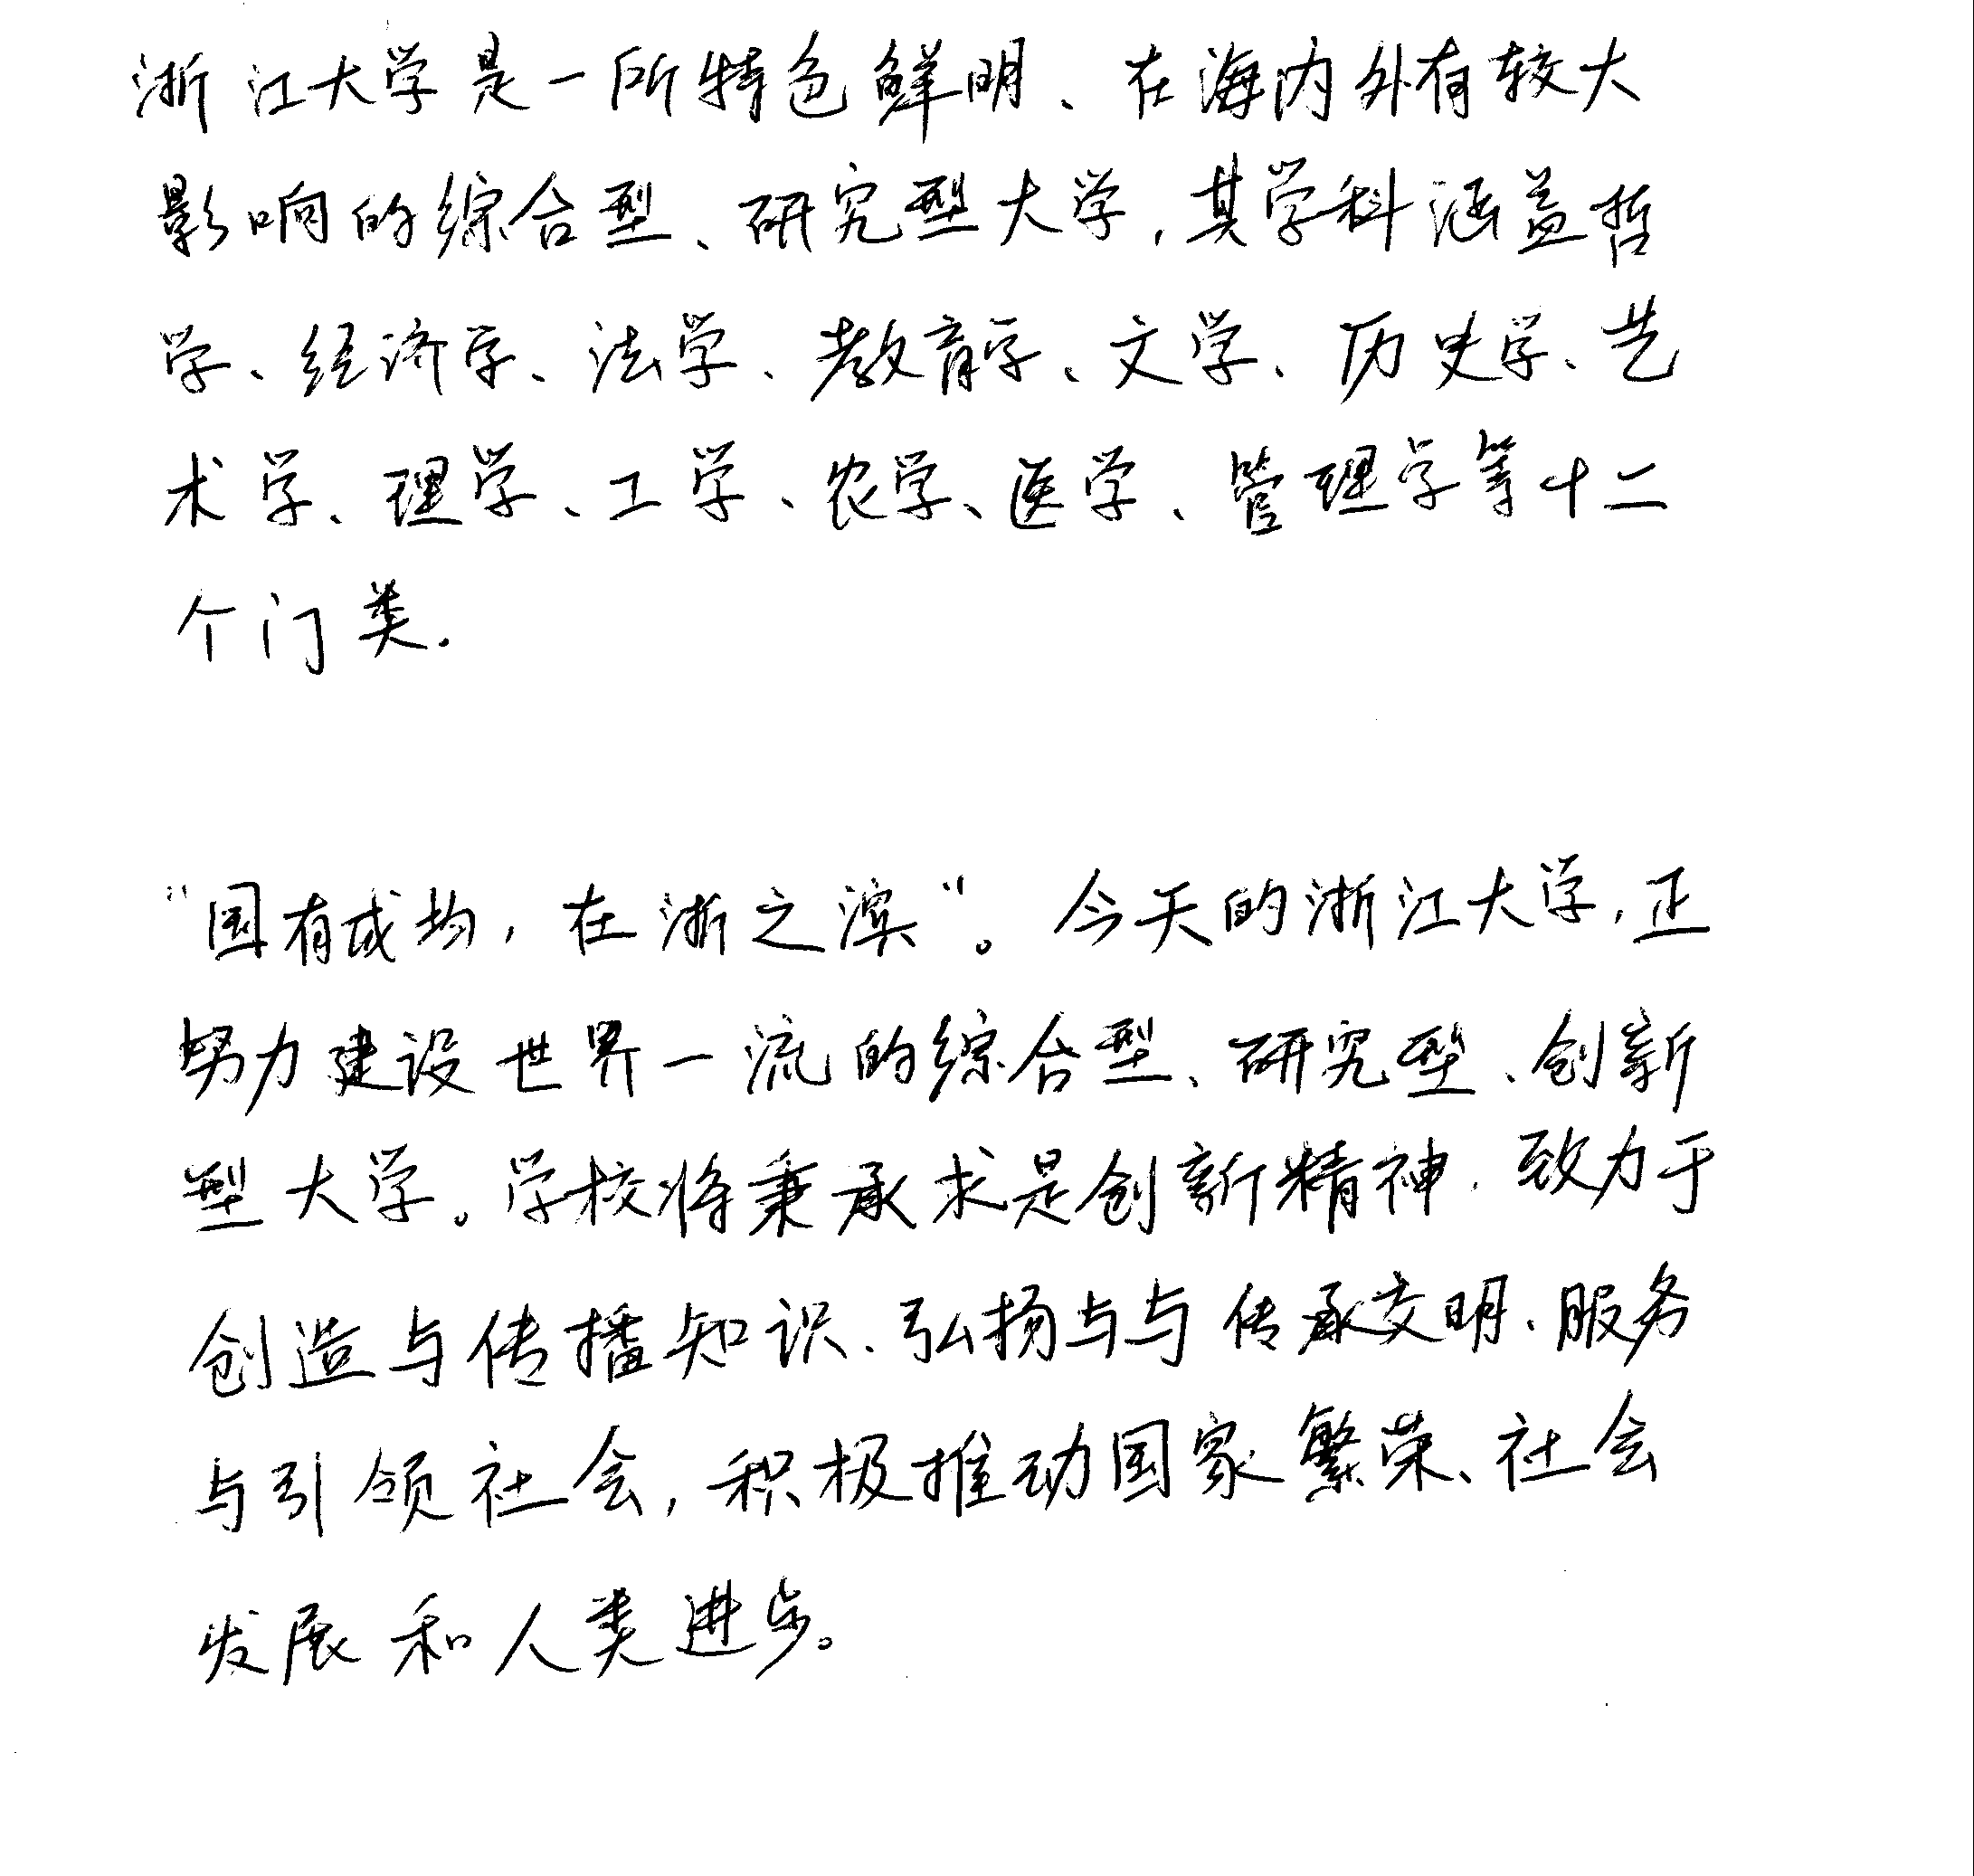 浙江大学是一所特色鲜明、在海内外有较大
影响的综合型、研究型大学,其学科涵盖哲
学、经济学、法学、教育学、文学、历史学、艺
术学、理学、工学、农学、医学、管理学等十二
个门类.
“国有成均,在浙之滨”。今天的浙江大学,正
努力建设世界一流的综合型、研究型、创新
型大学。学校将秉承求是创新精神,致力于
创造与传播知识、弘扬与与传承文明、服务
与引领社会,积极推动国家繁荣、社会
发展和人类进步。